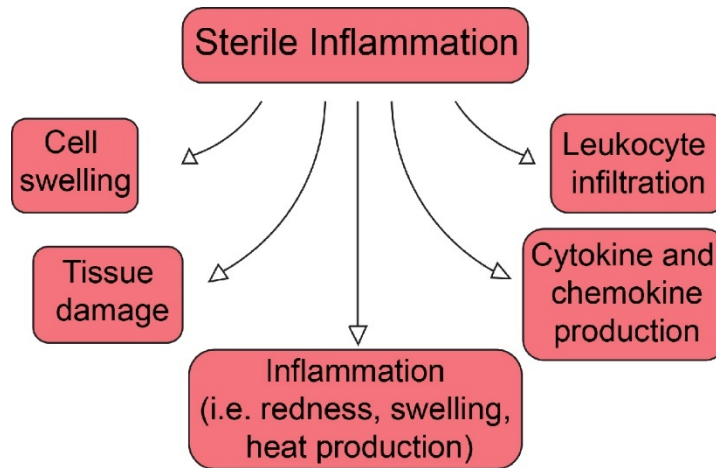 Sterile Inflammation
Cell
swelling
Leukocyte
infiltration
Tissue
damage
Cytokine and
chemokine
production
Inflammation
(i.e. redness, swelling,
heat production)